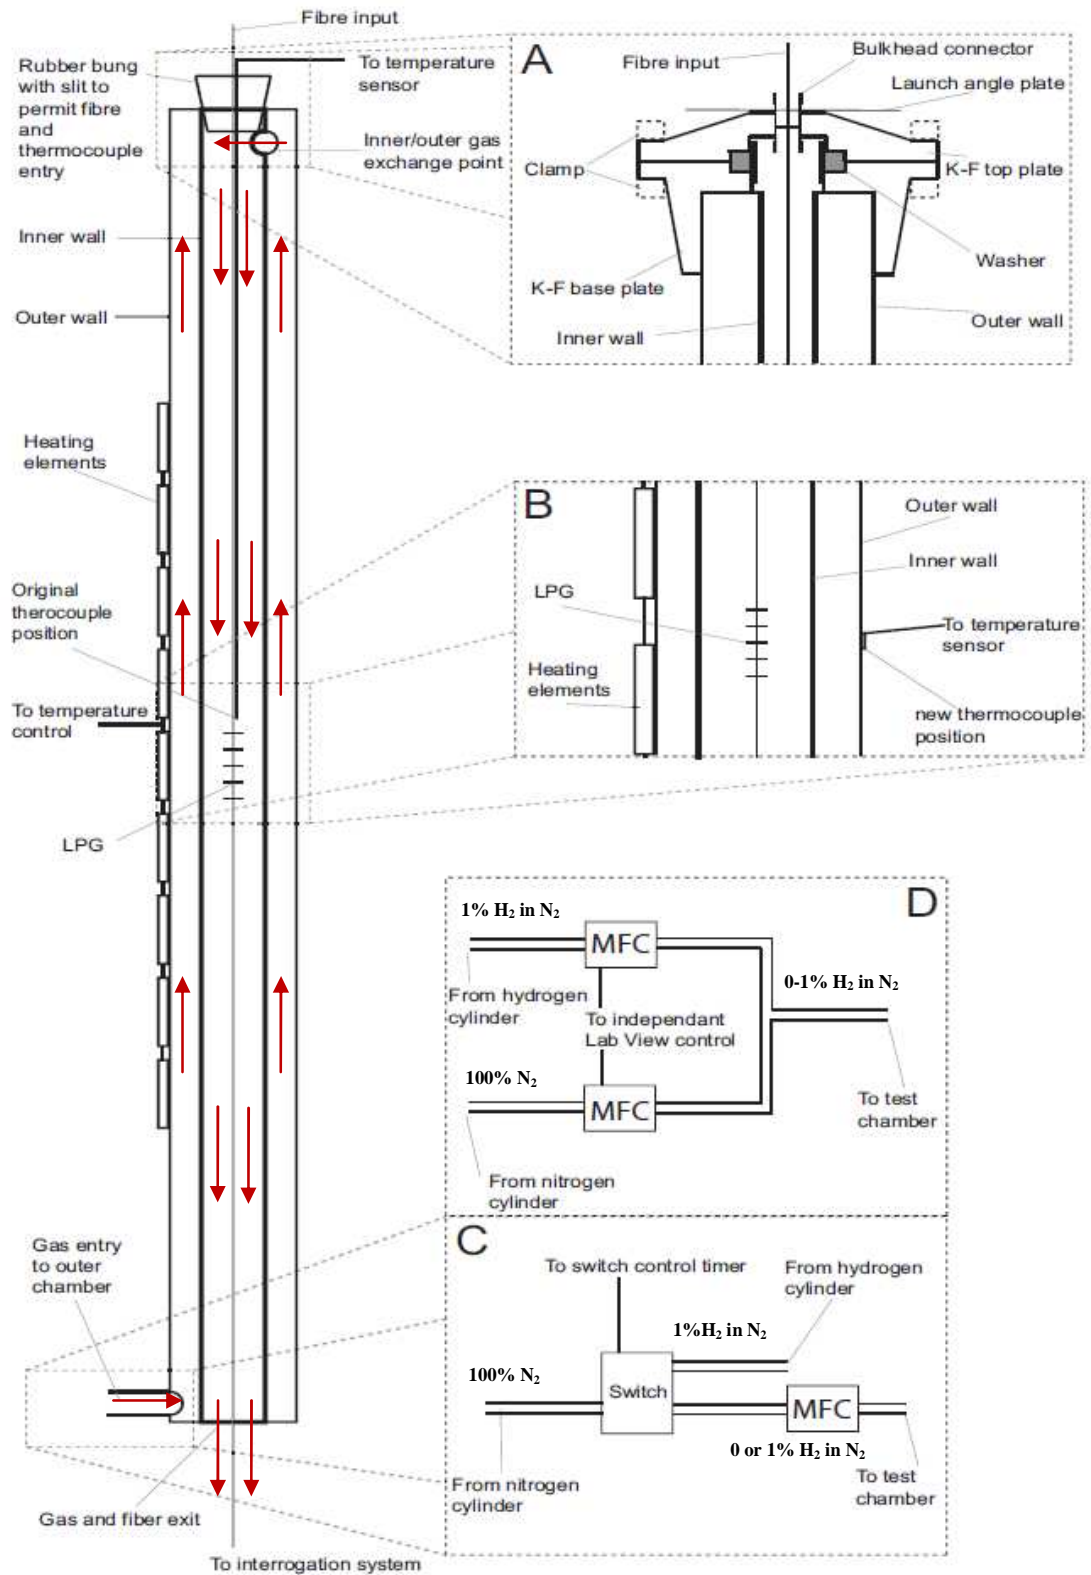 Fibre input
To temperature
sensor
Rubber bung
with slit to
permit fibre
and
thermocouple
entry
Inner/outer gas
exchange point
Inner wall
Outer wall
Heating
elements
Original
therocouple
position
To temperature
control
LPG
Gas entry
to outer
chamber
Gas and fiber exit
To interrogation system
A
Fibre input
Bulkhead connector
Launch angle plate
Clamp
K-F top plate
Washer
K-F base plate
Inner wall
Outer wall
B
Outer wall
Inner wall
LPG
To temperature
sensor
Heating
elements
new thermocouple
position
D
1% H₂ in N₂
MFC
0-1% H₂ in N₂
From hydrogen
cylinder
To independant
Lab View control
100% N₂
MFC
To test
chamber
From nitrogen
cylinder
C
To switch control timer
From hydrogen
cylinder
1%H₂ in N₂
100% N₂
Switch
MFC
0 or 1% H₂ in N₂
From nitrogen
cylinder
To test
chamber